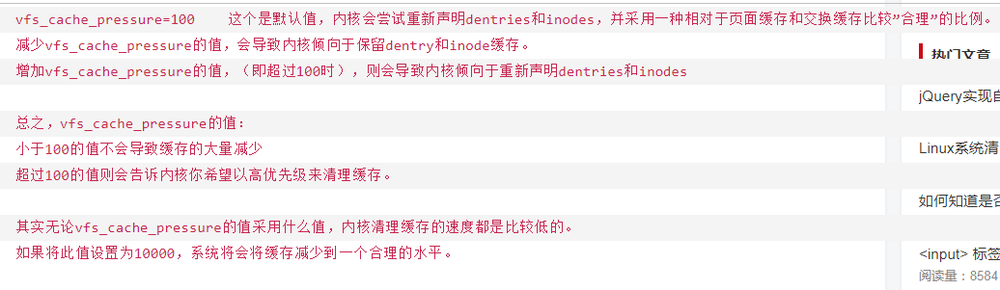 vfs_cache_pressure=100    这个是默认值，内核会尝试重新声明dentries和inodes，并采用一种相对于页面缓存和交换缓存比较”合理”的比例。
减少vfs_cache_pressure的值，会导致内核倾向于保留dentry和inode缓存。
增加vfs_cache_pressure的值，（即超过100时），则会导致内核倾向于重新声明dentries和inodes
总之，vfs_cache_pressure的值：
小于100的值不会导致缓存的大量减少
超过100的值则会告诉内核你希望以高优先级来清理缓存。
其实无论vfs_cache_pressure的值采用什么值，内核清理缓存的速度都是比较低的。
如果将此值设置为10000，系统将会将缓存减少到一个合理的水平。
热门文章
jQuery实现自
Linux系统清
如何知道是否
<input> 标签
阅读量：8584